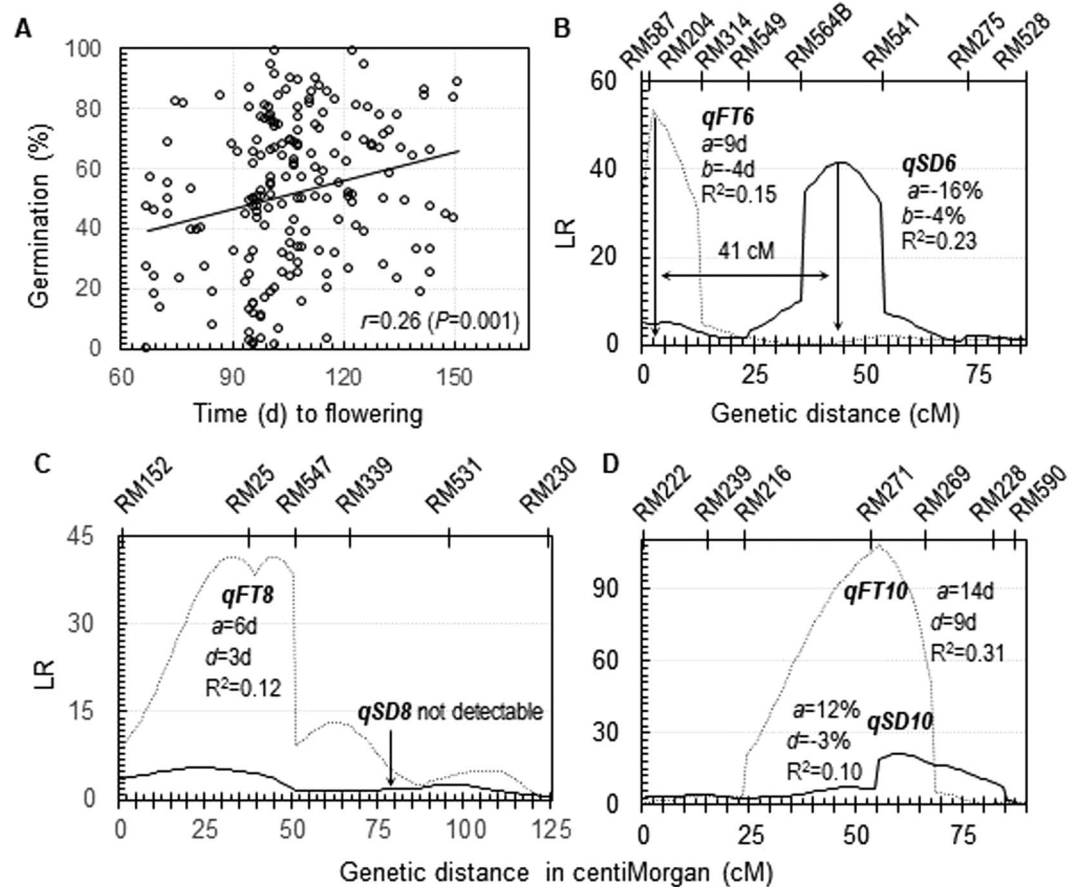 A
Germination (%)
100
80
60
40
20
0
r=0.26 (P=0.001)
60 90 120 150
Time (d) to flowering
B
RM587 RM204 RM314 RM549 RM564B RM541 RM275 RM528
LR
60
40
20
0
qFT6
a=9d
b=-4d
R²=0.15
qSD6
a=-16%
b=-4%
R²=0.23
41 cM
0 25 50 75
Genetic distance (cM)
C
RM152 RM25 RM547 RM339 RM531 RM230
LR
45
30
15
0
qFT8
a=6d
d=3d
R²=0.12
qSD8 not detectable
0 25 50 75 100 125
D
RM222 RM239 RM216 RM271 RM269 RM228 RM590
90
60
30
0
qFT10
a=14d
d=9d
R²=0.31
qSD10
a=12%
d=-3%
R²=0.10
0 25 50 75
Genetic distance in centiMorgan (cM)